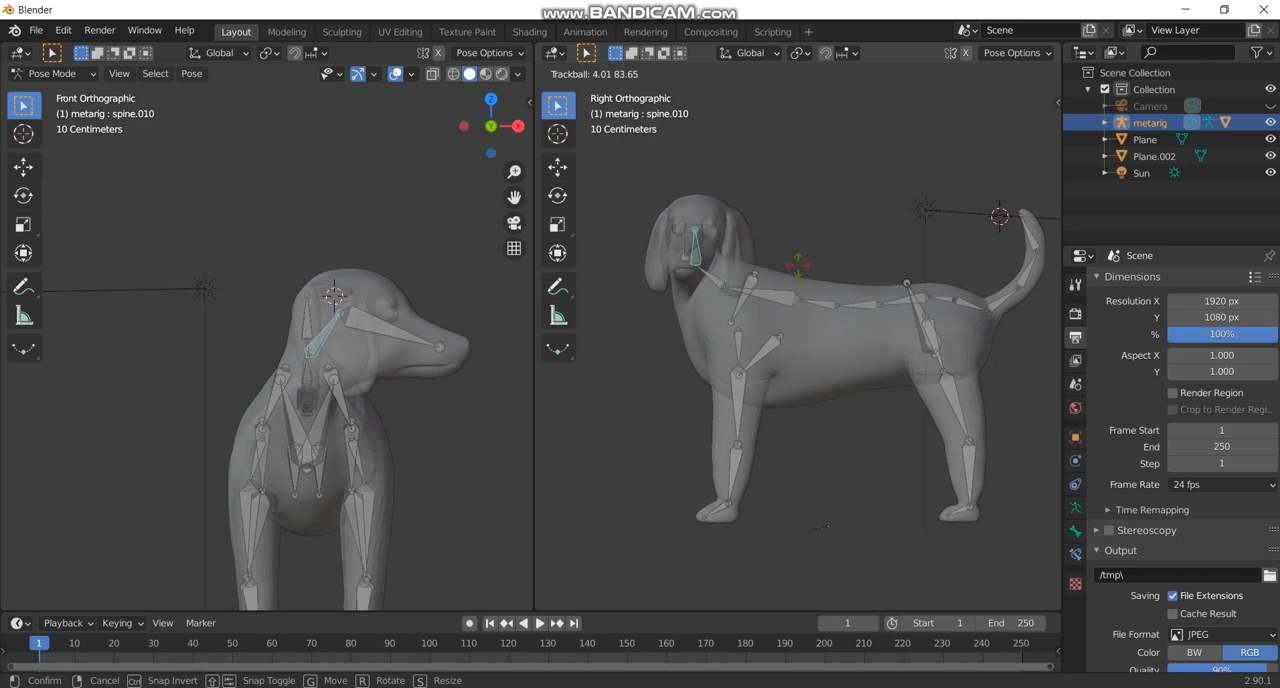 Blender
www.BANDICAM.com
File Edit Render Window Help
Layout Modeling Sculpting UV Editing Texture Paint Shading Animation Rendering Compositing Scripting +
Scene
View Layer
Global
Pose Options
Global
Pose Options
Pose Mode View Select Pose
Trackball: 4.01 83.65
Front Orthographic
(1) metarig : spine.010
10 Centimeters
Z
Y
X
Right Orthographic
(1) metarig : spine.010
10 Centimeters
Scene Collection
Collection
Camera
metarig
Plane
Plane.002
Sun
Scene
Dimensions
Resolution X 1920 px
Y 1080 px
% 100%
Aspect X 1.000
Y 1.000
Render Region
Crop to Render Regi..
Frame Start 1
End 250
Step 1
Frame Rate 24 fps
Time Remapping
Stereoscopy
Output
/tmp\
Saving File Extensions
Cache Result
File Format JPEG
Color BW RGB
Quality 90%
Playback Keying View Marker
1
Start 1
End 250
1 10 20 30 40 50 60 70 80 90 100 110 120 130 140 150 160 170 180 190 200 210 220 230 240 250
Confirm Cancel Ctrl Snap Invert Snap Toggle G Move R Rotate S Resize
2.90.1